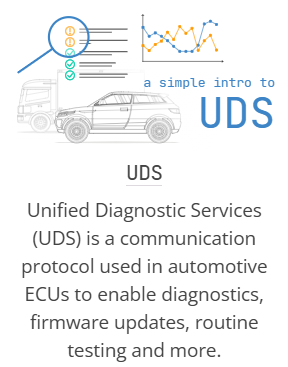 a simple intro to
UDS
UDS
Unified Diagnostic Services
(UDS) is a communication
protocol used in automotive
ECUs to enable diagnostics,
firmware updates, routine
testing and more.